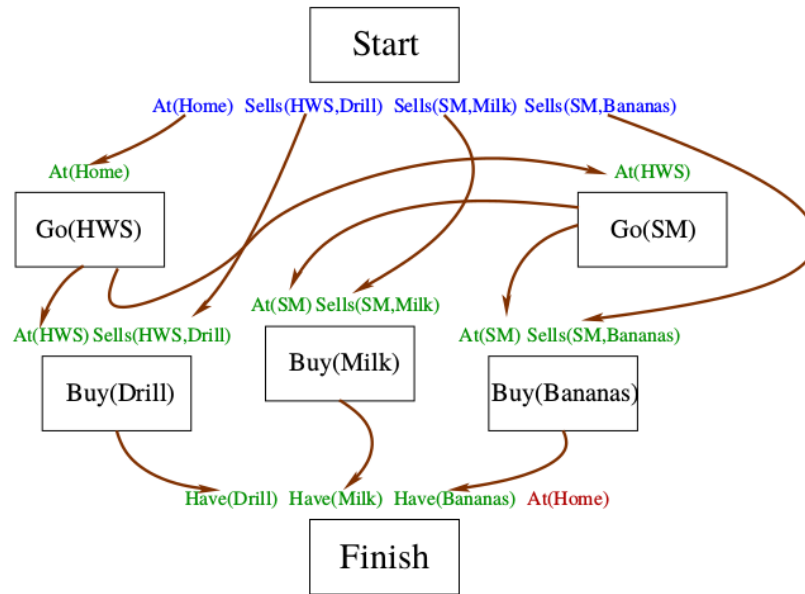 Start
At(Home) Sells(HWS,Drill) Sells(SM,Milk) Sells(SM,Bananas)
At(Home)
At(HWS)
Go(HWS)
Go(SM)
At(SM) Sells(SM,Milk)
At(HWS) Sells(HWS,Drill)
At(SM) Sells(SM,Bananas)
Buy(Milk)
Buy(Drill)
Buy(Bananas)
Have(Drill) Have(Milk) Have(Bananas) At(Home)
Finish